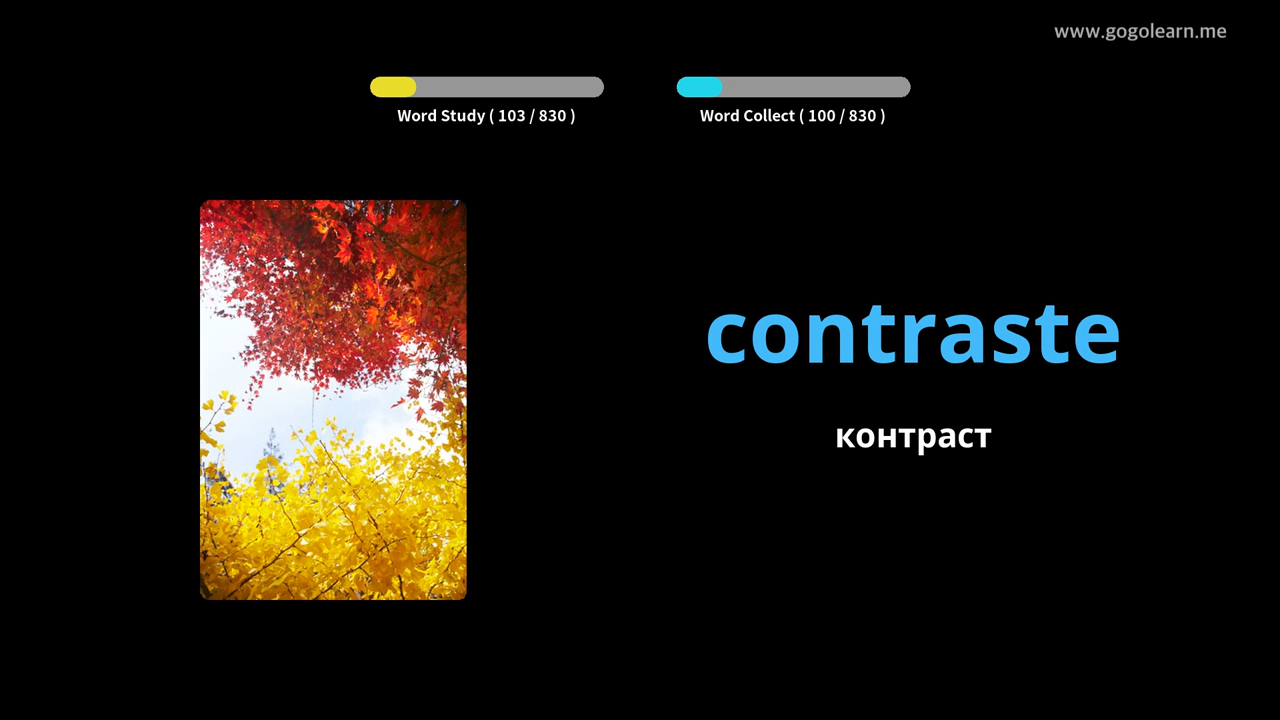 www.gogolearn.me
Word Study ( 103 / 830 )
Word Collect ( 100 / 830 )
contraste
контраст